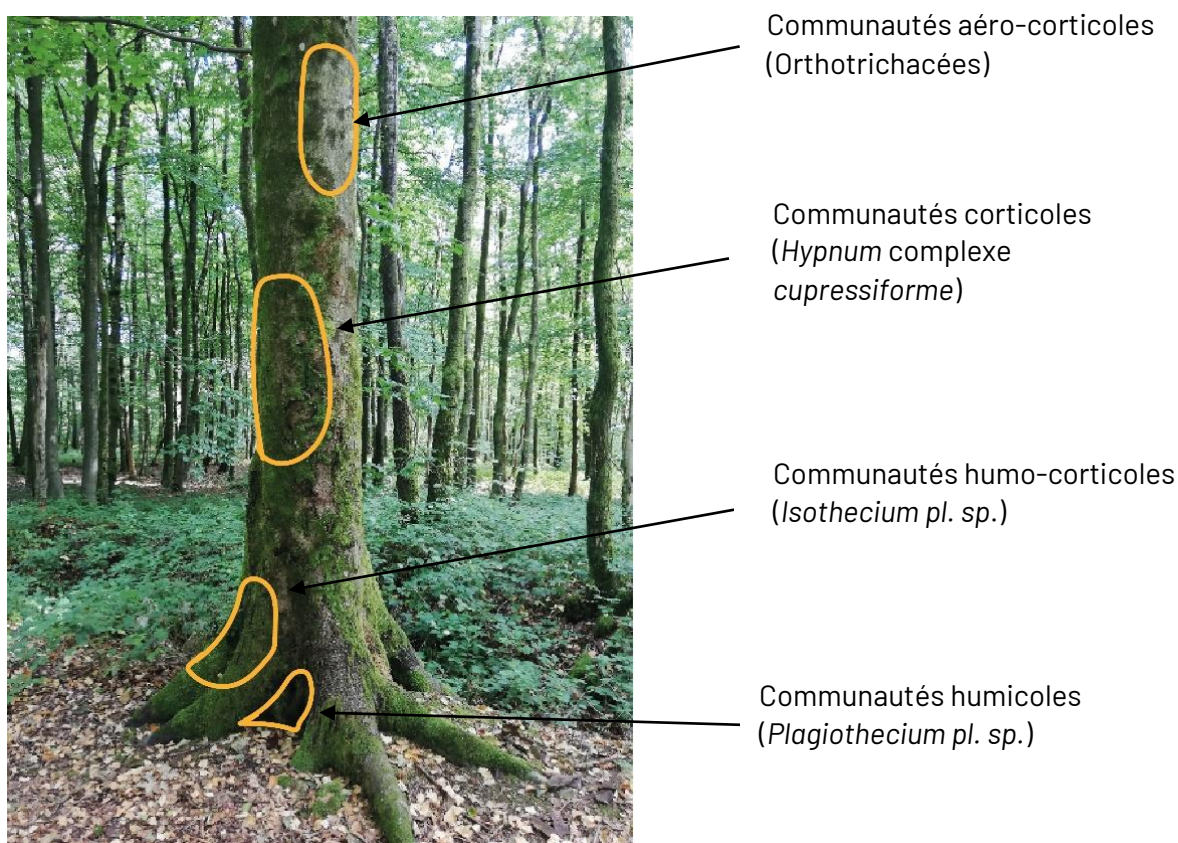 Communautés aéro-corticoles
(Orthotrichacées)
Communautés corticoles
(Hypnum complexe
cupressiforme)
Communautés humo-corticoles
(Isothecium pl. sp.)
Communautés humicoles
(Plagiothecium pl. sp.)